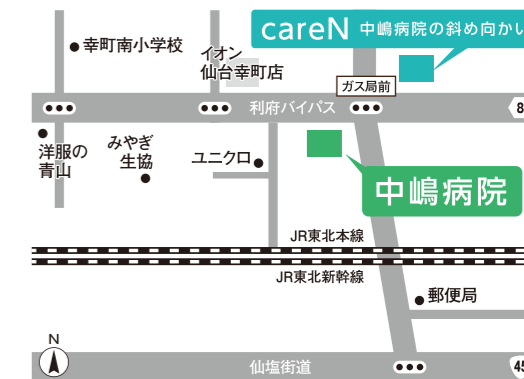 careN 中嶋病院の斜め向かい
幸町南小学校
イオン
仙台幸町店
ガス局前
利府バイパス
8
洋服の
青山
みやぎ
生協
ユニクロ
中嶋病院
JR東北本線
JR東北新幹線
郵便局
N
仙塩街道
45